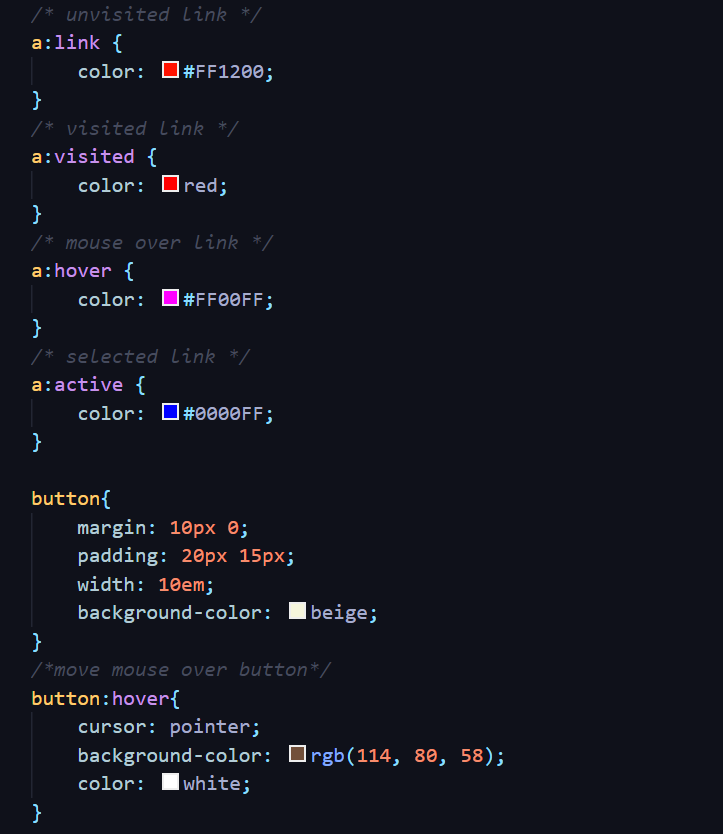 /* unvisited link */
a:link {
    color: #FF1200;
}
/* visited link */
a:visited {
    color: red;
}
/* mouse over link */
a:hover {
    color: #FF00FF;
}
/* selected link */
a:active {
    color: #0000FF;
}

button{
    margin: 10px 0;
    padding: 20px 15px;
    width: 10em;
    background-color: beige;
}
/*move mouse over button*/
button:hover{
    cursor: pointer;
    background-color: rgb(114, 80, 58);
    color: white;
}